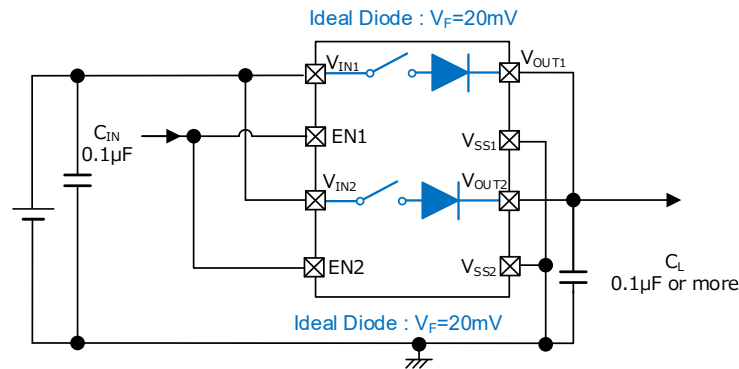 Ideal Diode : VF=20mV
VIN1
VOUT1
CIN
0.1µF
EN1
VSS1
VIN2
VOUT2
EN2
VSS2
CL
0.1µF or more
Ideal Diode : VF=20mV